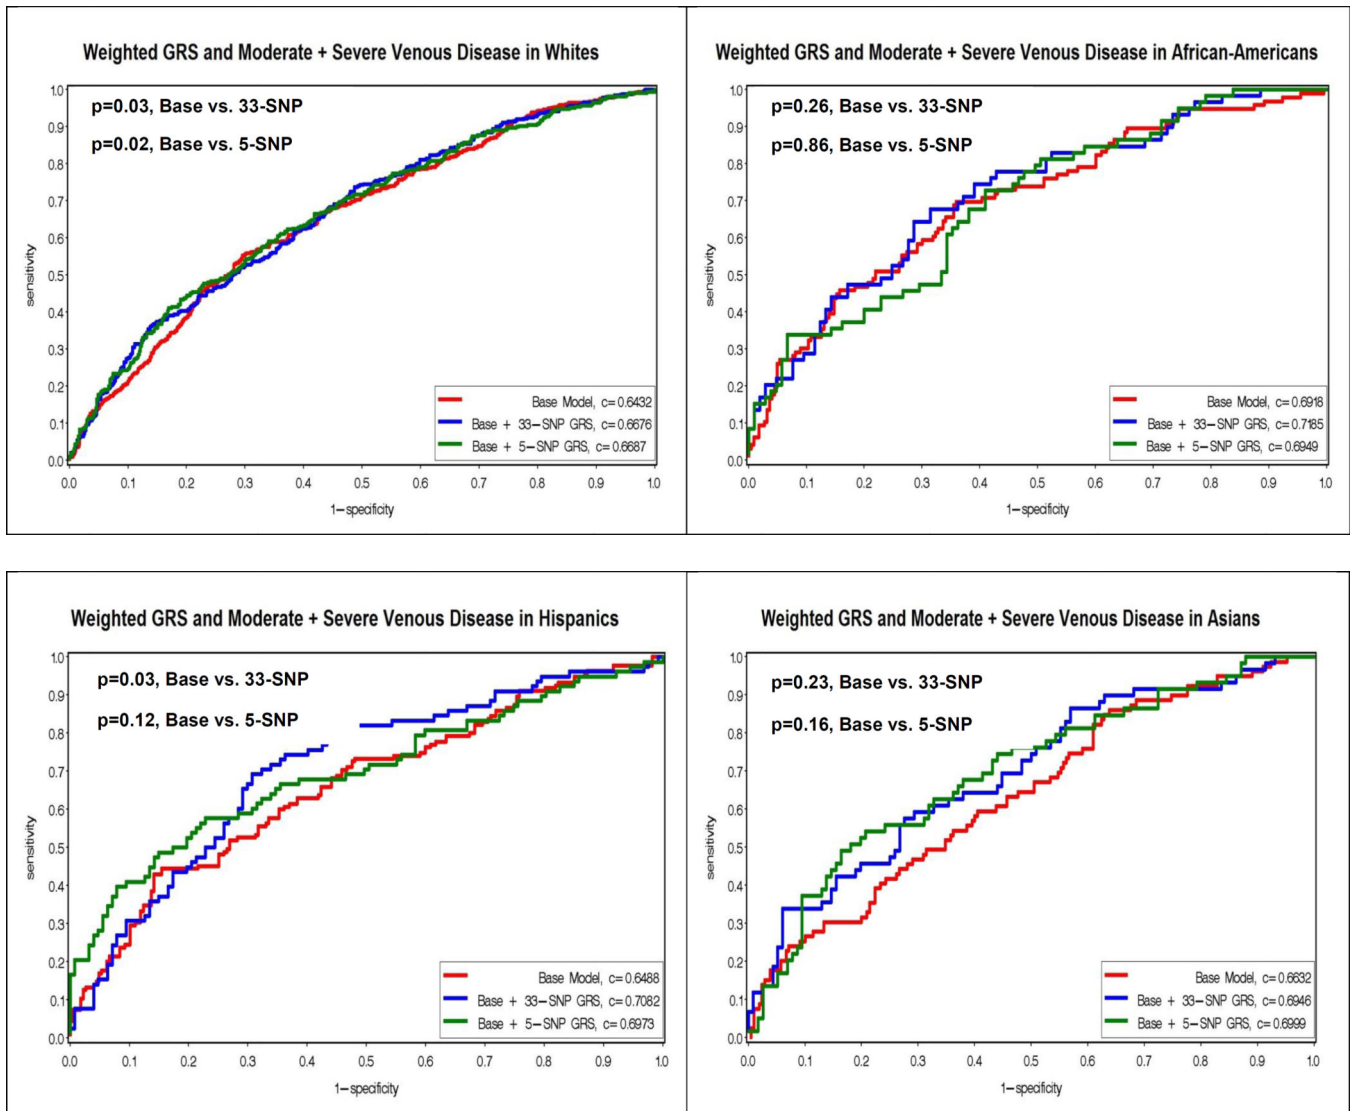 Weighted GRS and Moderate + Severe Venous Disease in Whites
p=0.03, Base vs. 33-SNP
p=0.02, Base vs. 5-SNP
1.0
0.9
0.8
0.7
0.6
0.5
0.4
0.3
0.2
0.1
0.0
sensitivity
Base Model, c=0.6432
Base + 33-SNP GRS, c=0.6676
Base + 5-SNP GRS, c=0.6687
0.0 0.1 0.2 0.3 0.4 0.5 0.6 0.7 0.8 0.9 1.0
1-specificity
Weighted GRS and Moderate + Severe Venous Disease in African-Americans
p=0.26, Base vs. 33-SNP
p=0.86, Base vs. 5-SNP
1.0
0.9
0.8
0.7
0.6
0.5
0.4
0.3
0.2
0.1
0.0
sensitivity
Base Model, c=0.6918
Base + 33-SNP GRS, c=0.7185
Base + 5-SNP GRS, c=0.6949
0.0 0.1 0.2 0.3 0.4 0.5 0.6 0.7 0.8 0.9 1.0
1-specificity
Weighted GRS and Moderate + Severe Venous Disease in Hispanics
p=0.03, Base vs. 33-SNP
p=0.12, Base vs. 5-SNP
1.0
0.9
0.8
0.7
0.6
0.5
0.4
0.3
0.2
0.1
0.0
sensitivity
Base Model, c=0.6488
Base + 33-SNP GRS, c=0.7082
Base + 5-SNP GRS, c=0.6973
0.0 0.1 0.2 0.3 0.4 0.5 0.6 0.7 0.8 0.9 1.0
1-specificity
Weighted GRS and Moderate + Severe Venous Disease in Asians
p=0.23, Base vs. 33-SNP
p=0.16, Base vs. 5-SNP
1.0
0.9
0.8
0.7
0.6
0.5
0.4
0.3
0.2
0.1
0.0
sensitivity
Base Model, c=0.6632
Base + 33-SNP GRS, c=0.6946
Base + 5-SNP GRS, c=0.6999
0.0 0.1 0.2 0.3 0.4 0.5 0.6 0.7 0.8 0.9 1.0
1-specificity